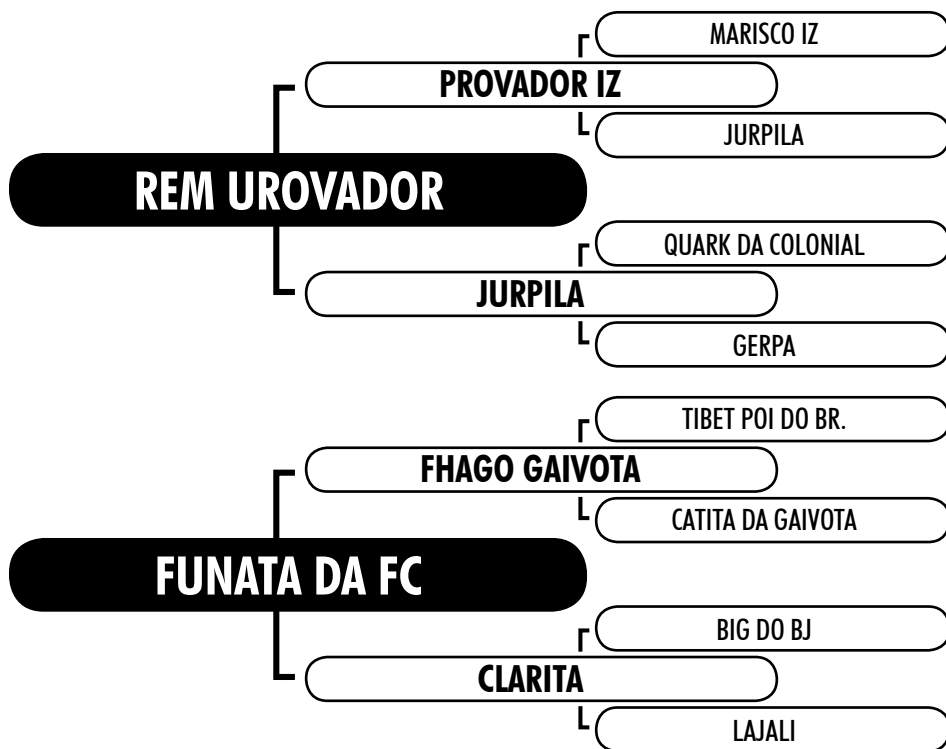 MARISCO IZ
PROVADOR IZ
JURPILA
REM UROVADOR
QUARK DA COLONIAL
JURPILA
GERPA
TIBET POI DO BR.
FHAGO GAIVOTA
CATITA DA GAIVOTA
FUNATA DA FC
BIG DO BJ
CLARITA
LAJALI